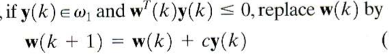 , if y(k) ∈ ω₁ and wᵀ(k)y(k) ≤ 0, replace w(k) by
w(k + 1) = w(k) + cy(k) (